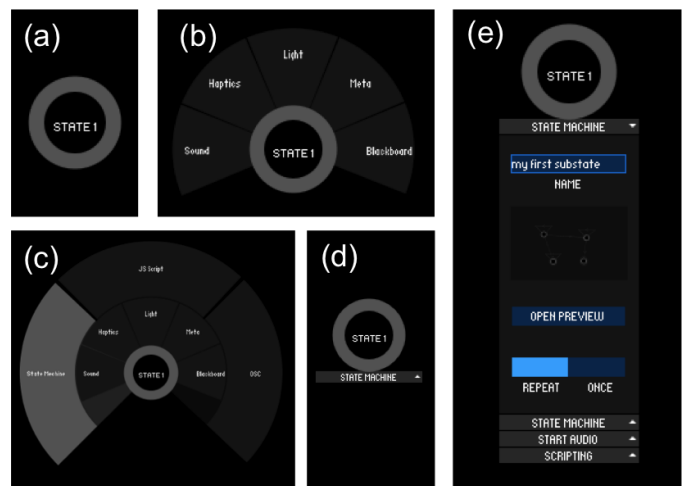 (a)
STATE 1
(b)
Light
Haptics
Meta
Sound
STATE 1
Blackboard
(c)
JS Script
Light
Haptics
Meta
State Machine
Sound
STATE 1
Blackboard
OSC
(d)
STATE 1
STATE MACHINE
(e)
STATE 1
STATE MACHINE
my first substate
NAME
OPEN PREVIEW
REPEAT
ONCE
STATE MACHINE
START AUDIO
SCRIPTING